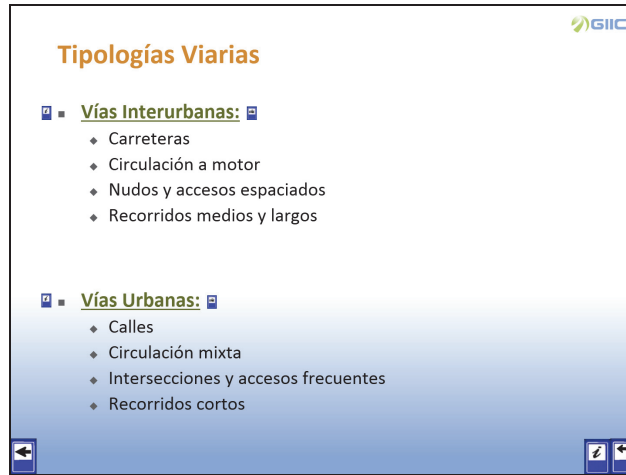 GIIC
Tipologías Viarias
Vías Interurbanas:
Carreteras
Circulación a motor
Nudos y accesos espaciados
Recorridos medios y largos
Vías Urbanas:
Calles
Circulación mixta
Intersecciones y accesos frecuentes
Recorridos cortos
i